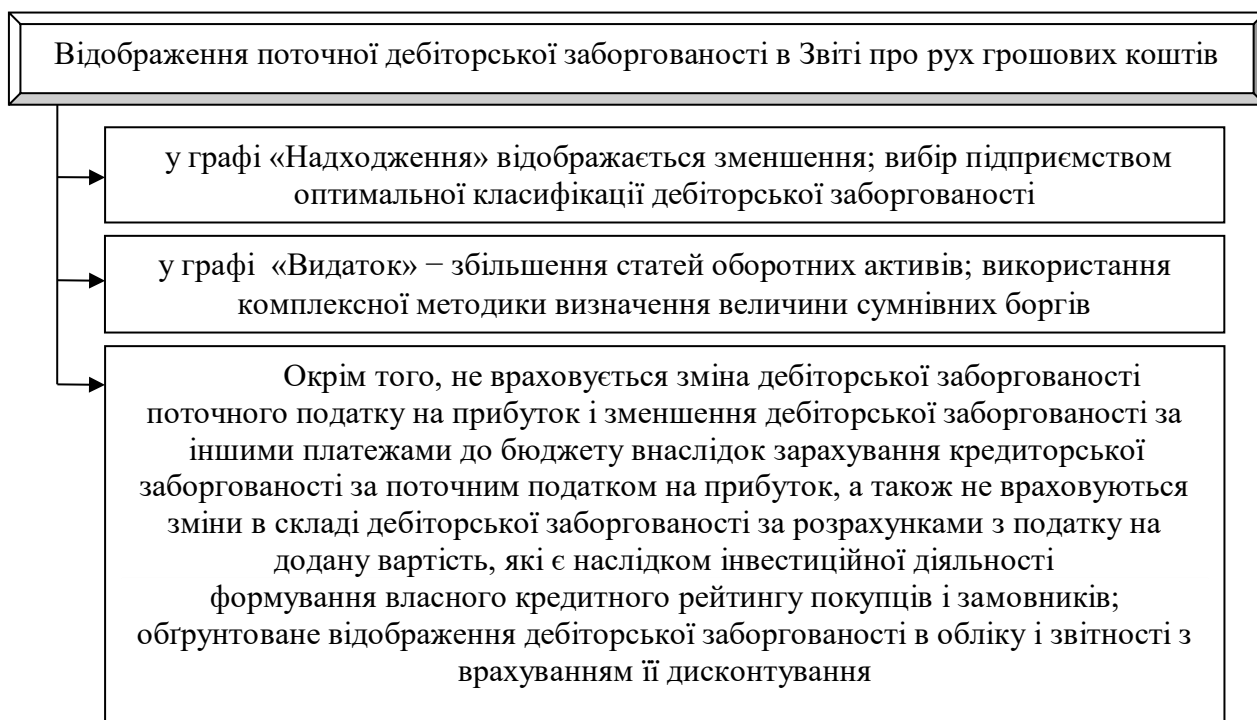 Відображення поточної дебіторської заборгованості в Звіті про рух грошових коштів
у графі «Надходження» відображається зменшення; вибір підприємством
оптимальної класифікації дебіторської заборгованості
у графі «Видаток» – збільшення статей оборотних активів; використання
комплексної методики визначення величини сумнівних боргів
Окрім того, не враховується зміна дебіторської заборгованості
поточного податку на прибуток і зменшення дебіторської заборгованості за
іншими платежами до бюджету внаслідок зарахування кредиторської
заборгованості за поточним податком на прибуток, а також не враховуються
зміни в складі дебіторської заборгованості за розрахунками з податку на
додану вартість, які є наслідком інвестиційної діяльності
формування власного кредитного рейтингу покупців і замовників;
обґрунтоване відображення дебіторської заборгованості в обліку і звітності з
врахуванням її дисконтування